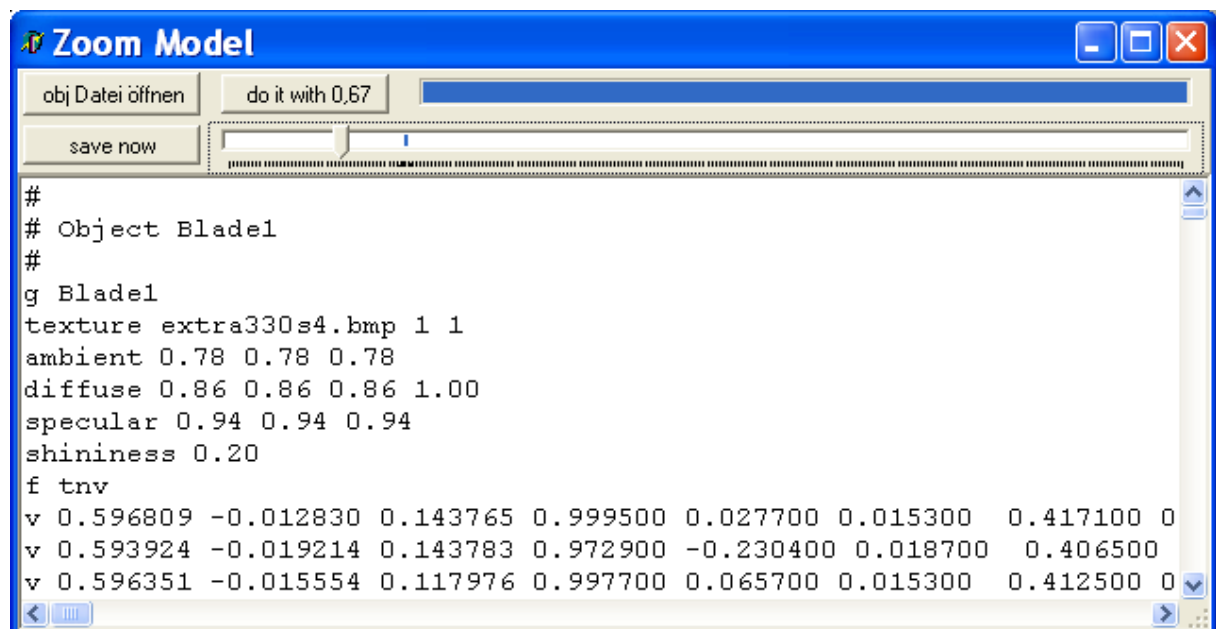 Zoom Model
obj Datei öffnen do it with 0,67
save now
#
# Object Blade1
#
g Blade1
texture extra330s4.bmp 1 1
ambient 0.78 0.78 0.78
diffuse 0.86 0.86 0.86 1.00
specular 0.94 0.94 0.94
shininess 0.20
f tnv
v 0.596809 -0.012830 0.143765 0.999500 0.027700 0.015300  0.417100 0
v 0.593924 -0.019214 0.143783 0.972900 -0.230400 0.018700  0.406500
v 0.596351 -0.015554 0.117976 0.997700 0.065700 0.015300  0.412500 0